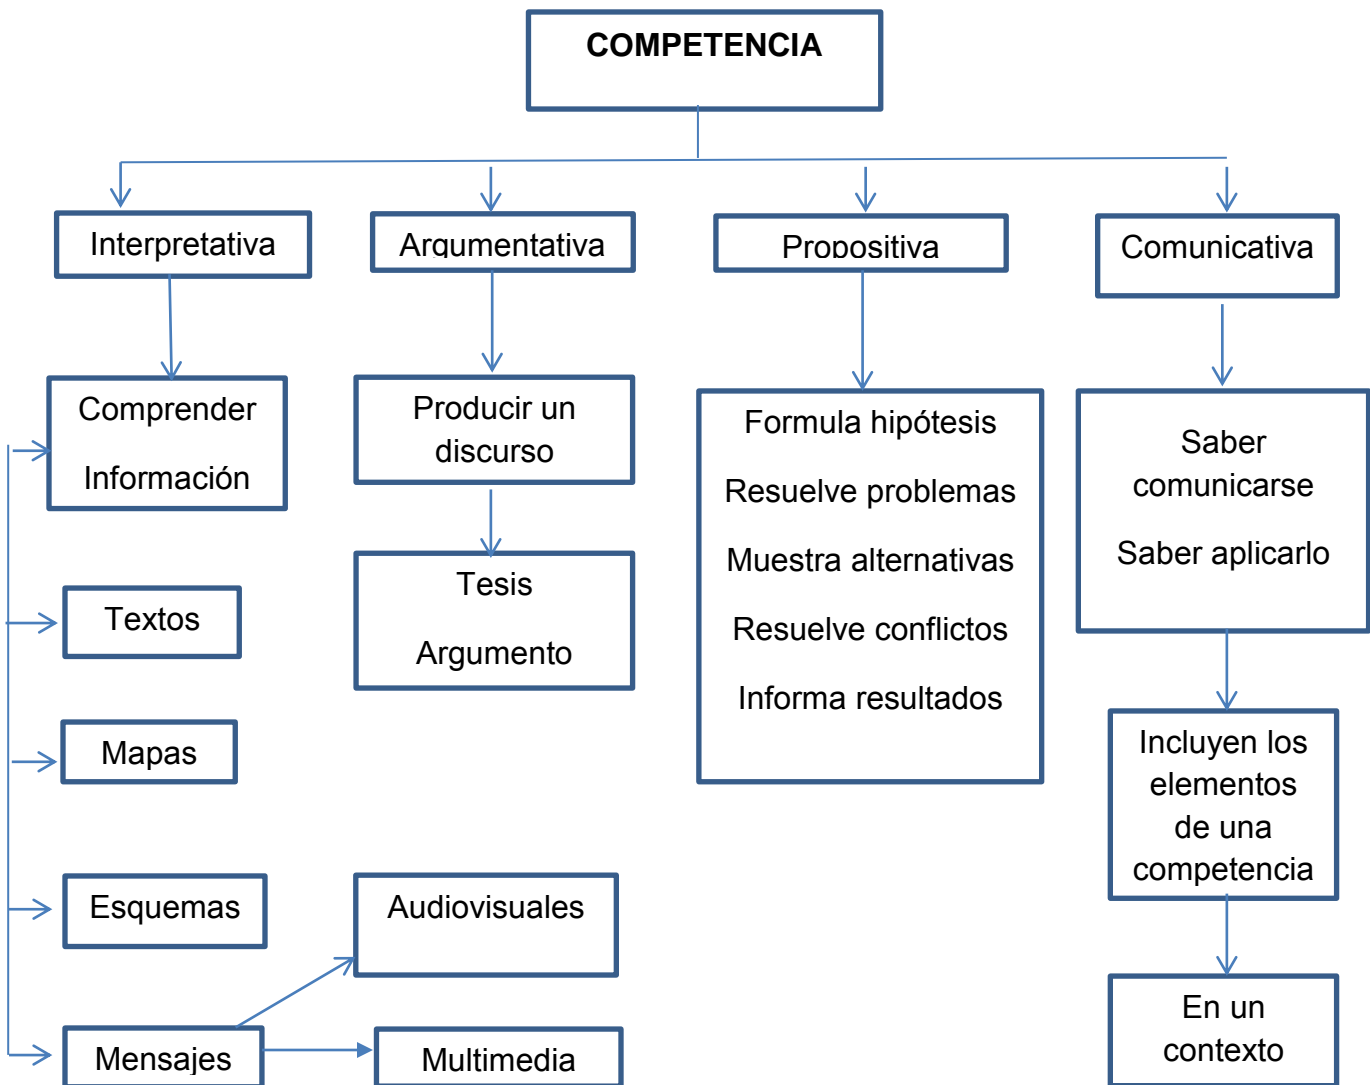 COMPETENCIA
Interpretativa
Argumentativa
Propositiva
Comunicativa
Comprender
Información
Producir un
discurso
Formula hipótesis
Resuelve problemas
Muestra alternativas
Resuelve conflictos
Informa resultados
Saber
comunicarse
Saber aplicarlo
Textos
Tesis
Argumento
Mapas
Incluyen los
elementos
de una
competencia
Esquemas
Audiovisuales
Mensajes
Multimedia
En un
contexto